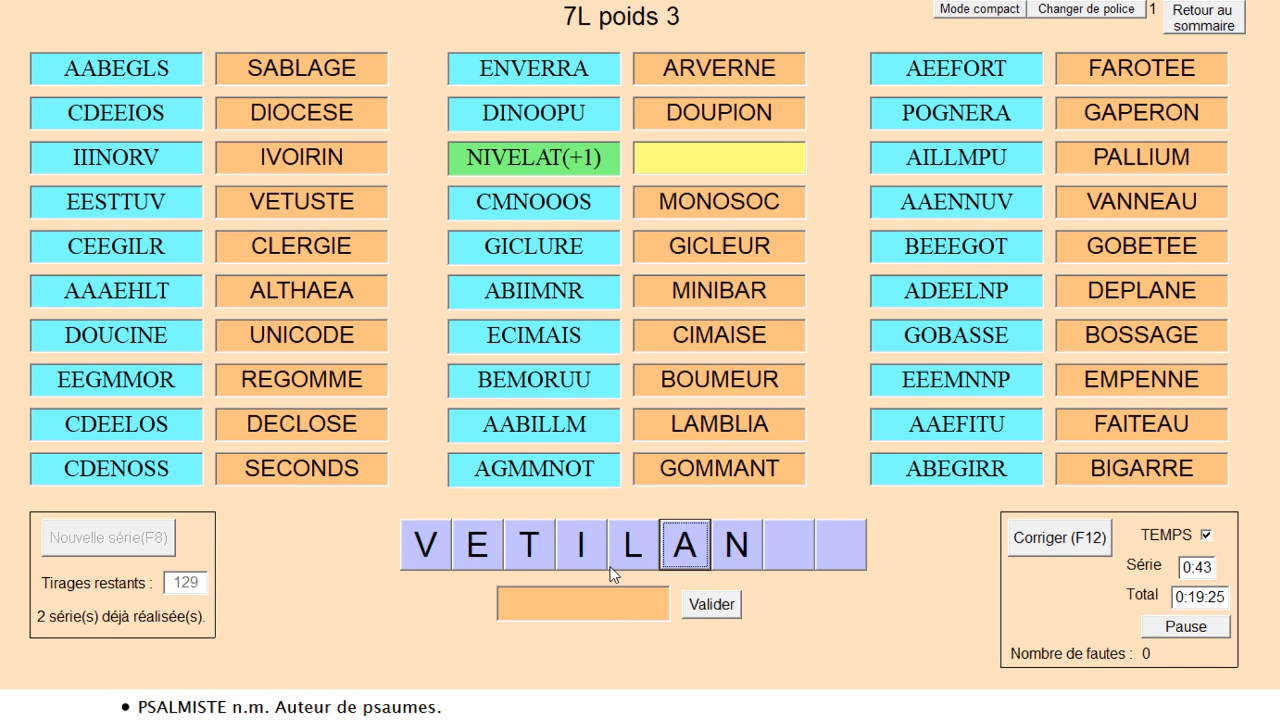 7L poids 3
Mode compact Changer de police 1 Retour au sommaire
AABEGLS SABLAGE ENVERRA ARVERNE AEEFORT FAROTEE
CDEEIOS DIOCESE DINOOPU DOUPION POGNERA GAPERON
IIINORV IVOIRIN NIVELAT(+1) AILLMPU PALLIUM
EESTTUV VETUSTE CMNOOOS MONOSOC AAENNUV VANNEAU
CEEGILR CLERGIE GICLURE GICLEUR BEEEGOT GOBETEE
AAAEHLT ALTHAEA ABIIMNR MINIBAR ADEELNP DEPLANE
DOUCINE UNICODE ECIMAIS CIMAISE GOBASSE BOSSAGE
EEGMMOR REGOMME BEMORUU BOUMEUR EEEMNNP EMPENNE
CDEELOS DECLOSE AABILLM LAMBLIA AAEFITU FAITEAU
CDENOSS SECONDS AGMMNOT GOMMANT ABEGIRR BIGARRE
Nouvelle série(F8)
Tirages restants : 129
2 série(s) déjà réalisée(s).
V E T I L A N
Valider
Corriger (F12) TEMPS
Série 0:43
Total 0:19:25
Pause
Nombre de fautes : 0
• PSALMISTE n.m. Auteur de psaumes.